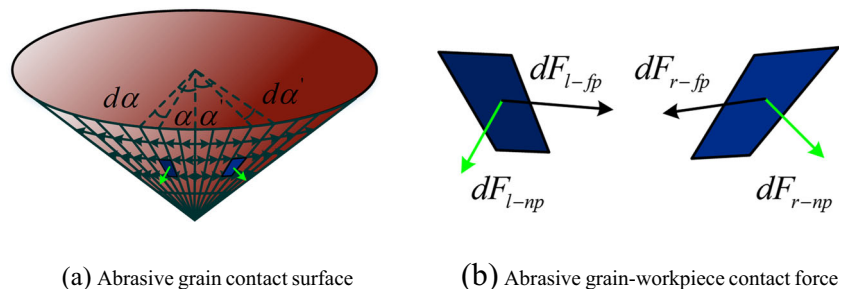 dα α α' dα'
dF_{l-fp} dF_{r-fp}
dF_{l-np} dF_{r-np}
(a) Abrasive grain contact surface
(b) Abrasive grain-workpiece contact force